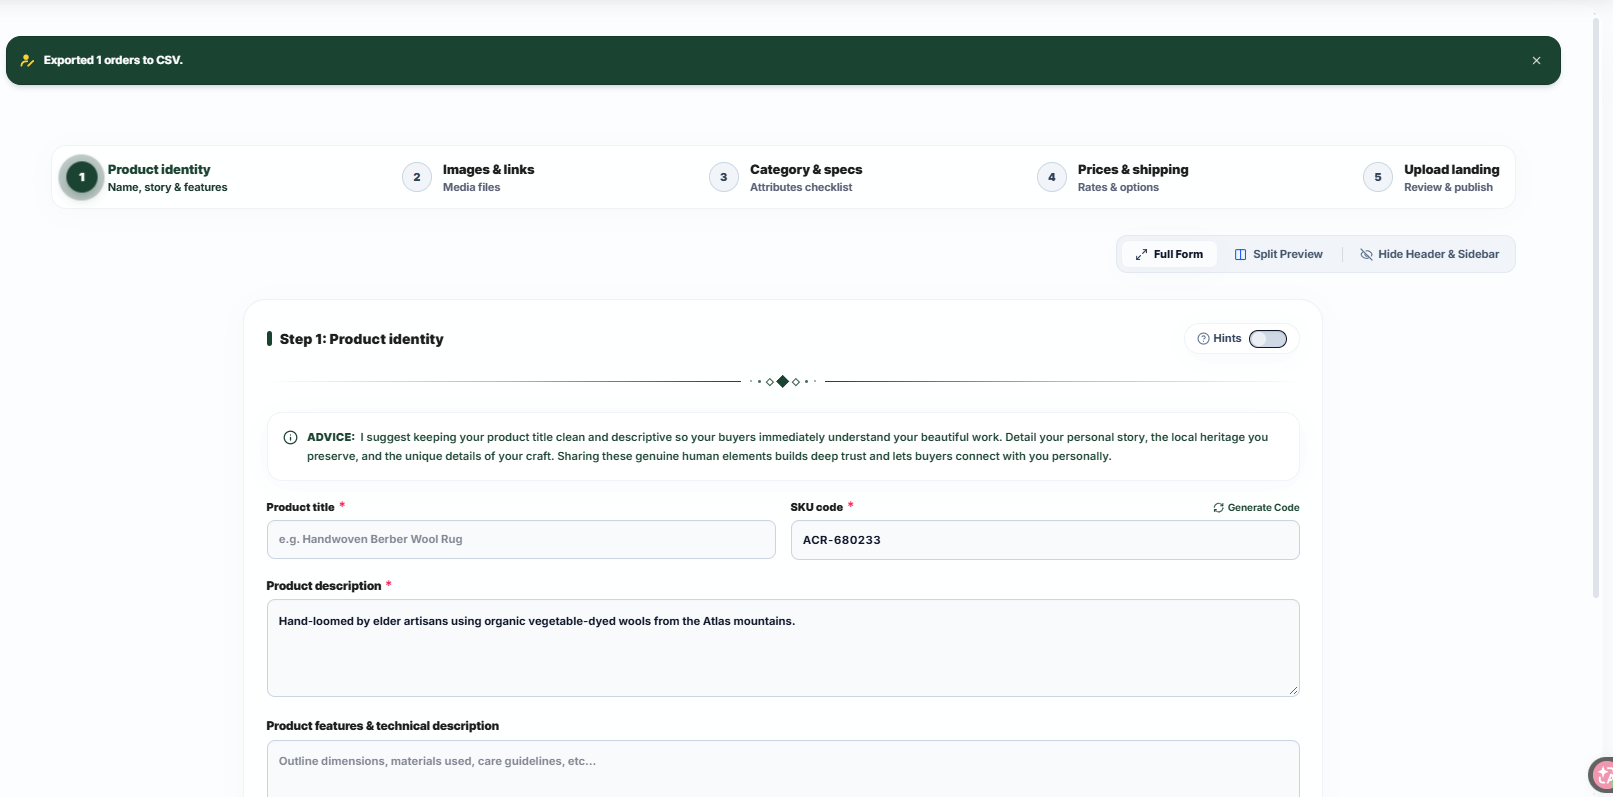 Exported 1 orders to CSV.
1
Product identity
Name, story & features
2
Images & links
Media files
3
Category & specs
Attributes checklist
4
Prices & shipping
Rates & options
5
Upload landing
Review & publish
Full Form
Split Preview
Hide Header & Sidebar
Step 1: Product identity
Hints
ADVICE: I suggest keeping your product title clean and descriptive so your buyers immediately understand your beautiful work. Detail your personal story, the local heritage you
preserve, and the unique details of your craft. Sharing these genuine human elements builds deep trust and lets buyers connect with you personally.
Product title *
SKU code *
Generate Code
e.g. Handwoven Berber Wool Rug
ACR-680233
Product description *
Hand-loomed by elder artisans using organic vegetable-dyed wools from the Atlas mountains.
Product features & technical description
Outline dimensions, materials used, care guidelines, etc...